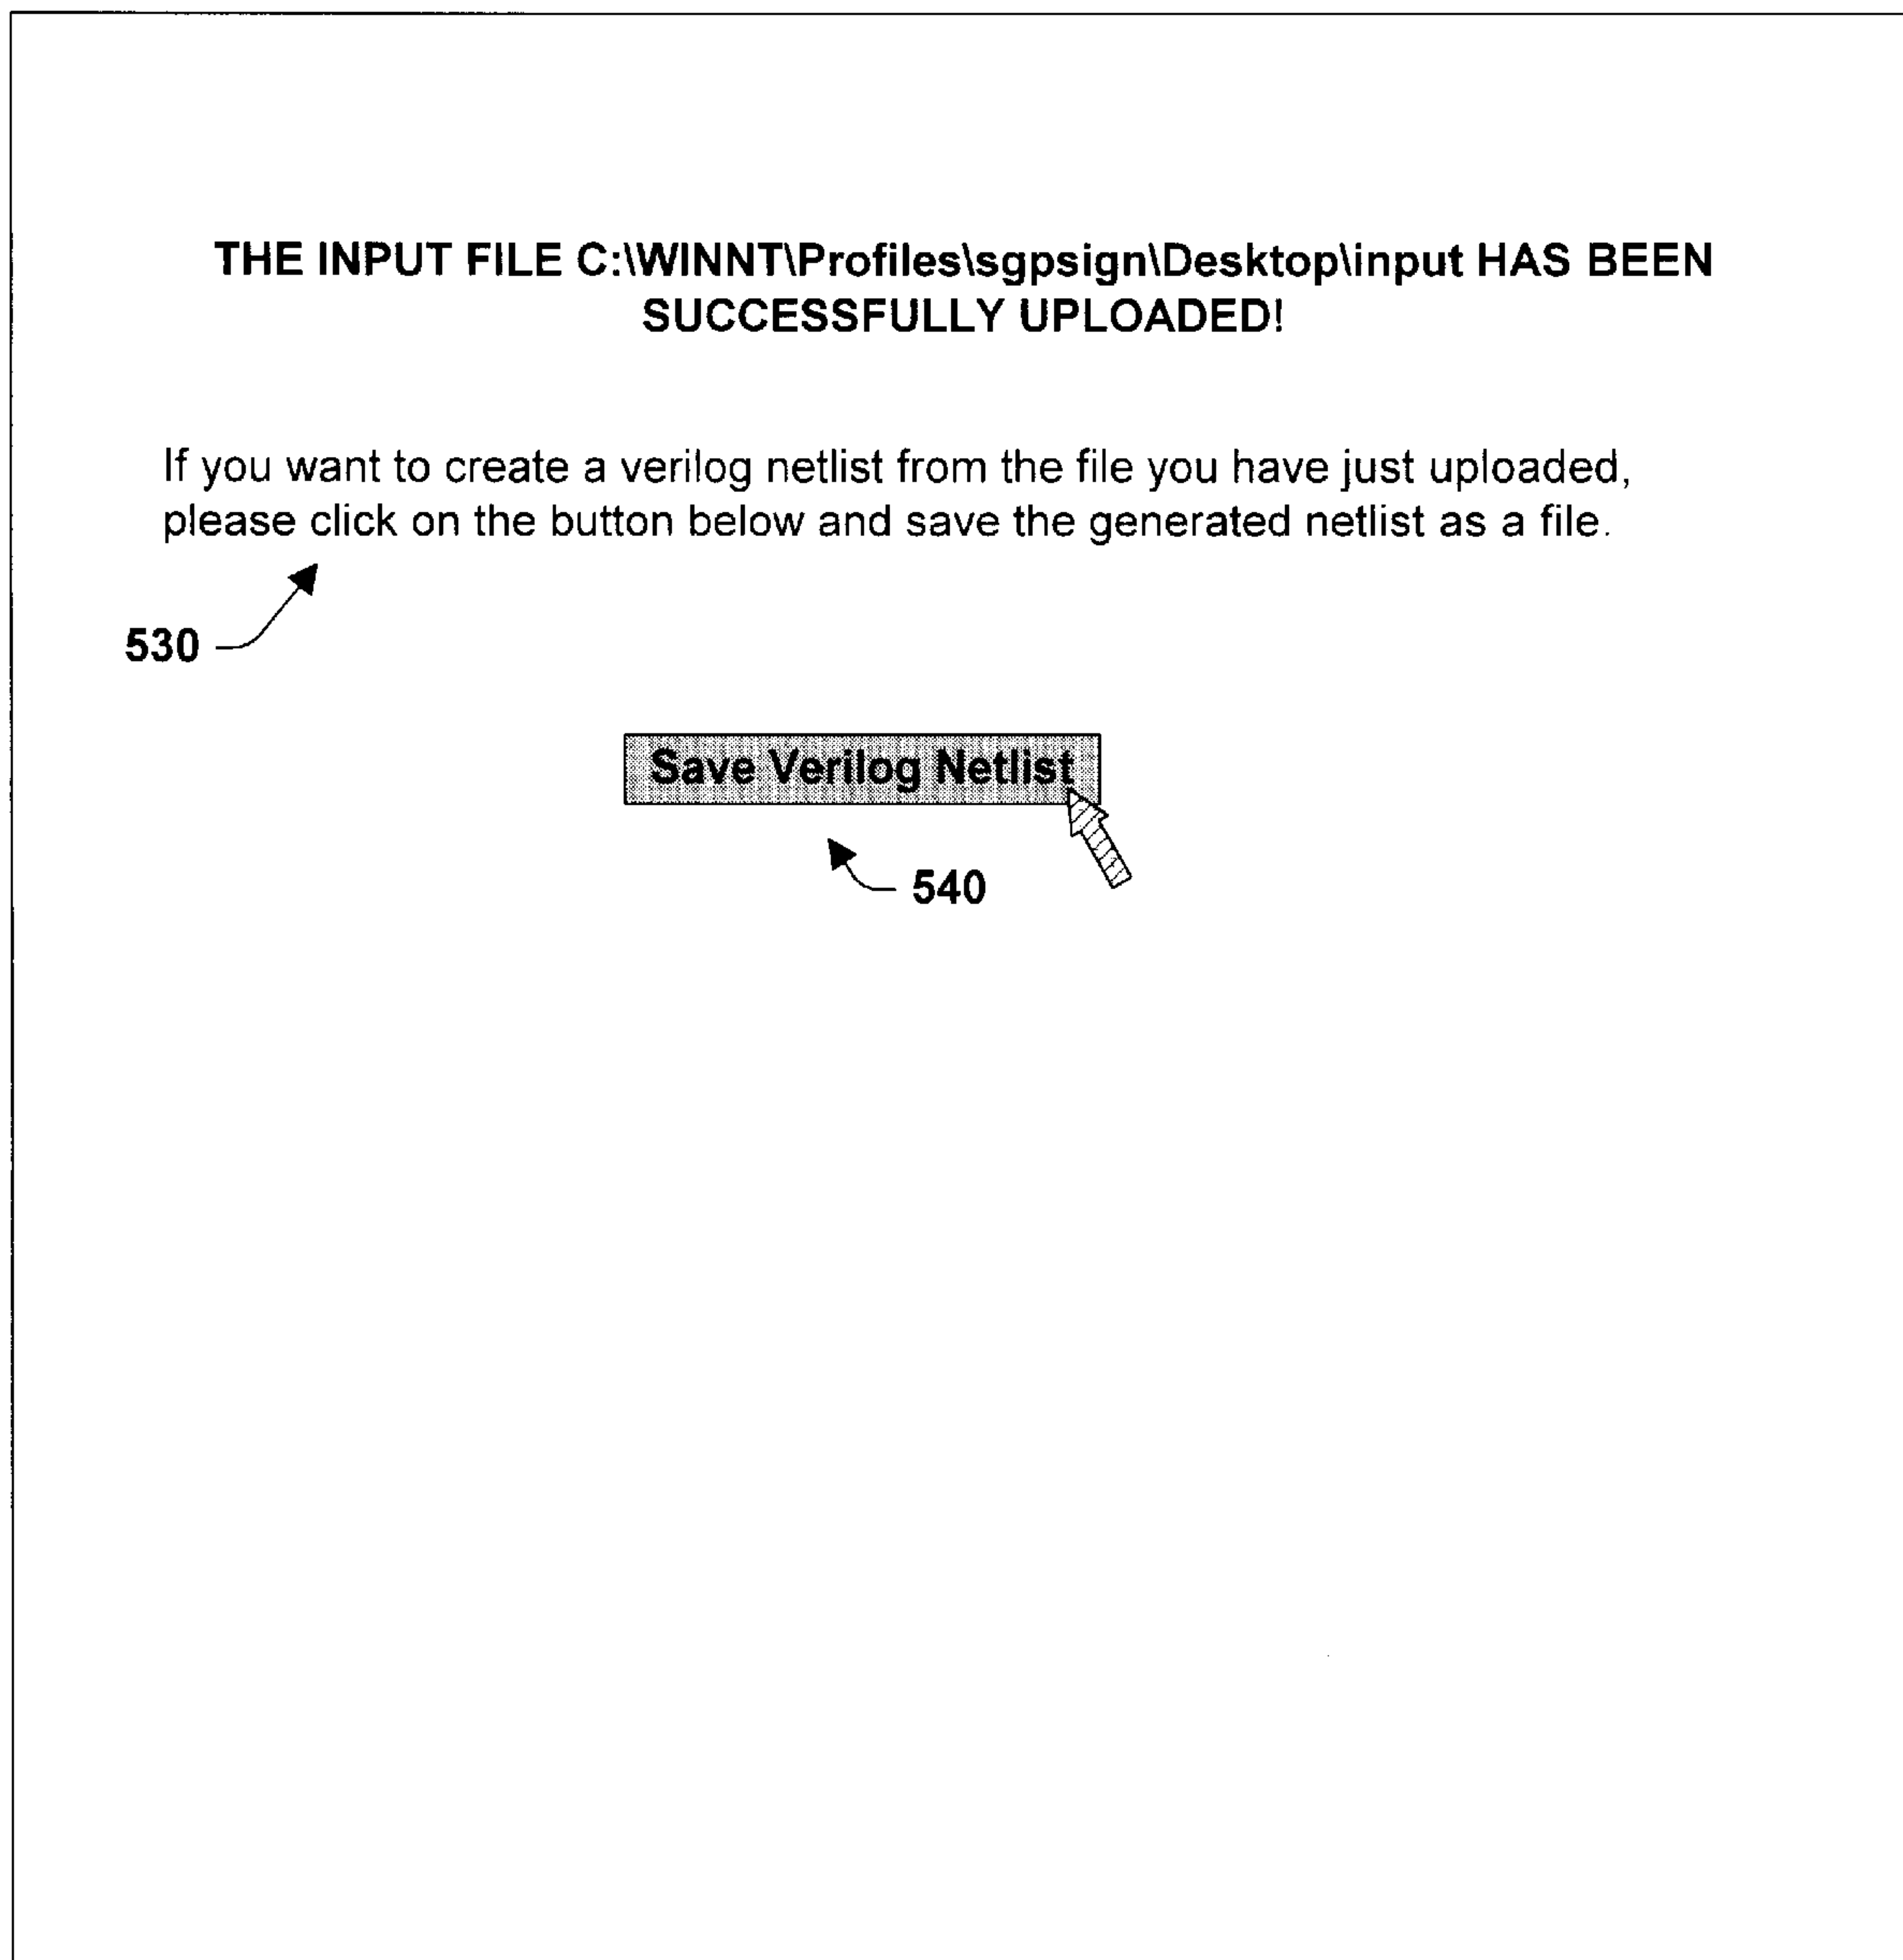 THE INPUT FILE C:\WINNT\Profiles\sgpsign\Desktop\input HAS BEEN
SUCCESSFULLY UPLOADED!
If you want to create a verilog netlist from the file you have just uploaded,
please click on the button below and save the generated netlist as a file.
530
Save Verilog Netlist
540